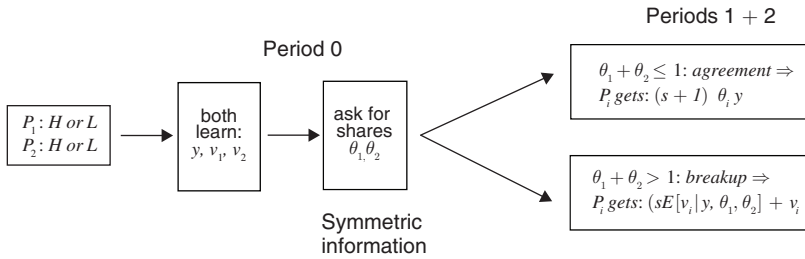 Periods 1 + 2
Period 0
P₁: H or L
P₂: H or L
both
learn:
y, v₁, v₂
ask for
shares
θ₁,θ₂
θ₁ + θ₂ ≤ 1: agreement ⇒
Pᵢ gets: (s + 1) θᵢ y
θ₁ + θ₂ > 1: breakup ⇒
Pᵢ gets: (sE[vᵢ| y, θ₁, θ₂] + vᵢ
Symmetric
information